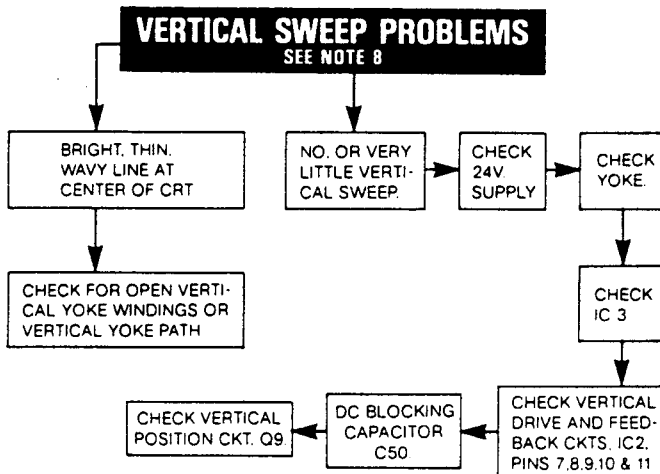 VERTICAL SWEEP PROBLEMS
SEE NOTE 8
BRIGHT, THIN,
WAVY LINE AT
CENTER OF CRT
CHECK FOR OPEN VERTI-
CAL YOKE WINDINGS OR
VERTICAL YOKE PATH
NO, OR VERY
LITTLE VERTI-
CAL SWEEP.
CHECK
24V.
SUPPLY
CHECK
YOKE.
CHECK
IC 3
CHECK VERTICAL
DRIVE AND FEED-
BACK CKTS, IC2,
PINS 7,8,9,10 & 11
DC BLOCKING
CAPACITOR
C50.
CHECK VERTICAL
POSITION CKT. Q9.